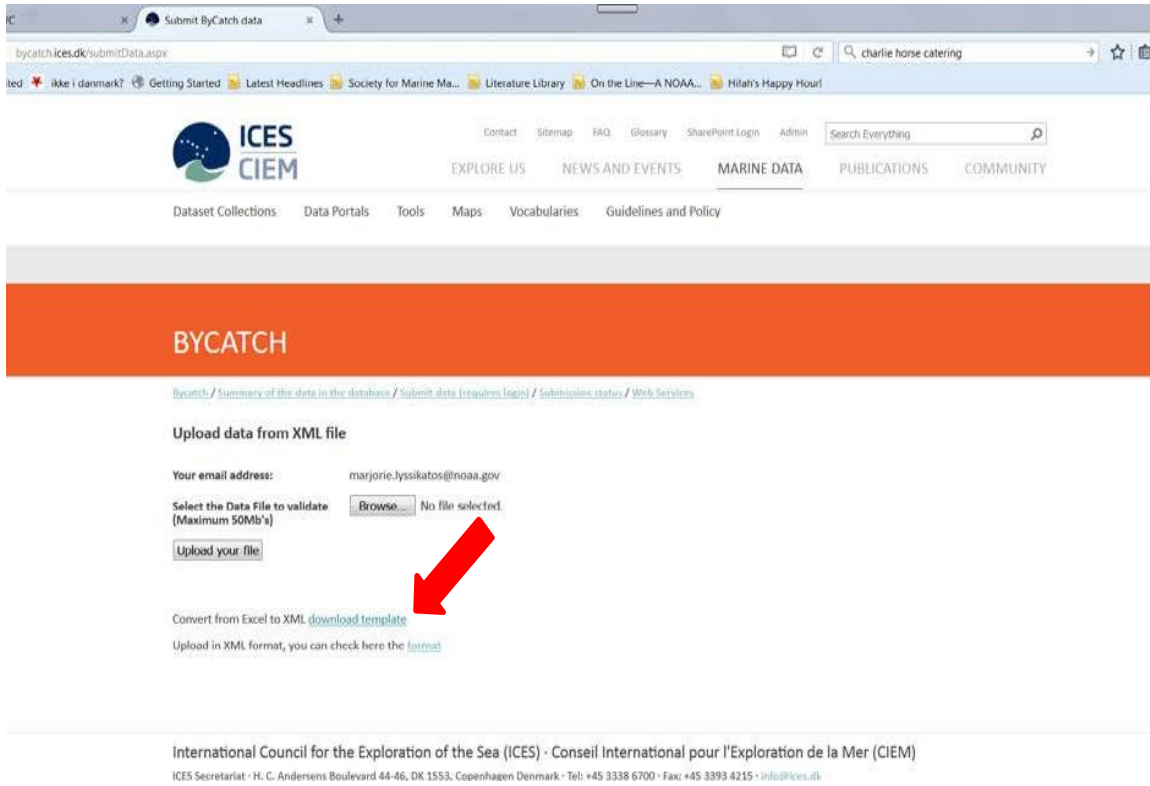 /C × Submit ByCatch data × +
bycatch.ices.dk/submitData.aspx charlie horse catering
ted ikke i danmark? Getting Started Latest Headlines Society for Marine Ma... Literature Library On the Line—A NOAA... Hilah's Happy Hour!
ICES
CIEM
Contact Sitemap FAQ Glossary SharePoint Login Admin Search Everything
EXPLORE US NEWS AND EVENTS MARINE DATA PUBLICATIONS COMMUNITY
Dataset Collections Data Portals Tools Maps Vocabularies Guidelines and Policy
BYCATCH
Bycatch / Summary of the data in the database / Submit data (requires login) / Submission status / Web Services
Upload data from XML file
Your email address: marjorie.lyssikatos@noaa.gov
Select the Data File to validate Browse... No file selected.
(Maximum 50Mb's)
Upload your file
Convert from Excel to XML download template
Upload in XML format, you can check here the format
International Council for the Exploration of the Sea (ICES) · Conseil International pour l'Exploration de la Mer (CIEM)
ICES Secretariat · H. C. Andersens Boulevard 44-46, DK 1553, Copenhagen Denmark · Tel: +45 3338 6700 · Fax: +45 3393 4215 · info@ices.dk